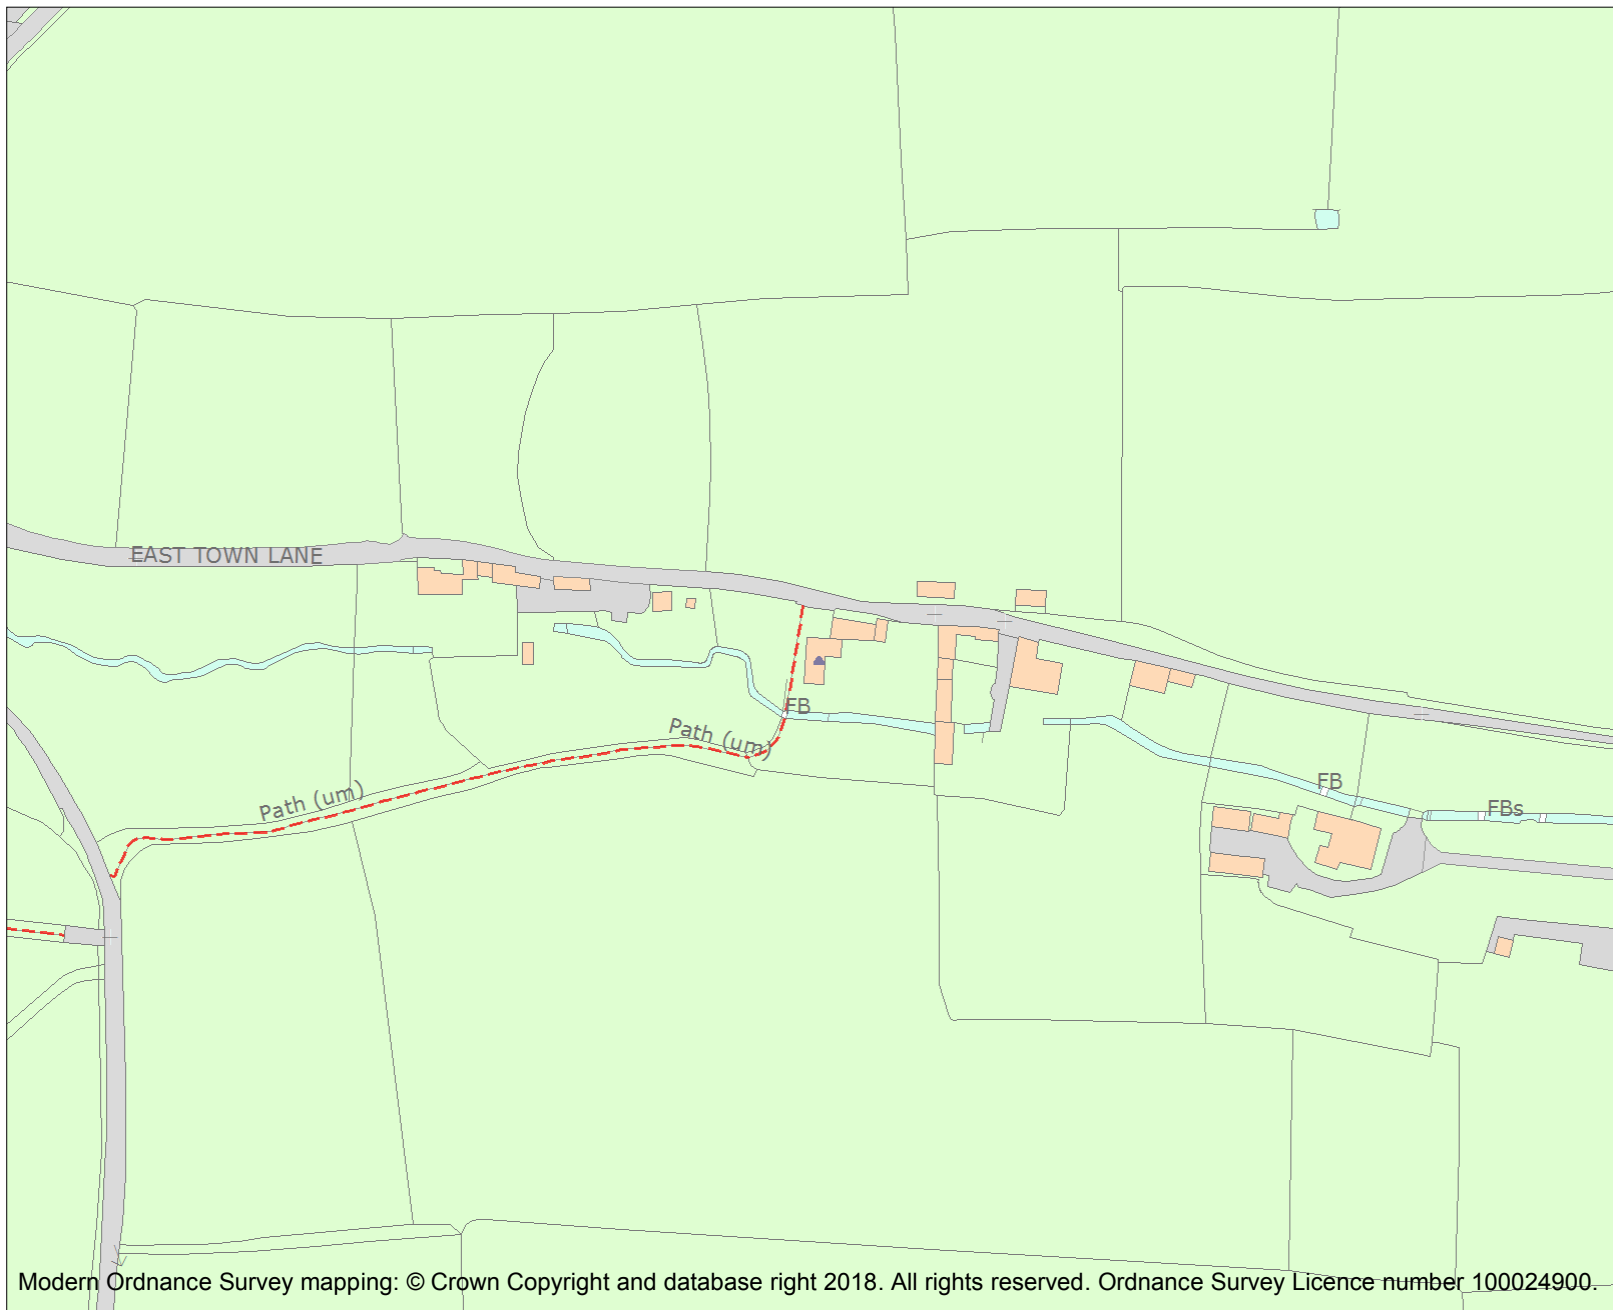 EAST TOWN LANE
FB
Path (um)
FB
Path (um)
FBs
Modern Ordnance Survey mapping: © Crown Copyright and database right 2018. All rights reserved. Ordnance Survey Licence number 100024900.